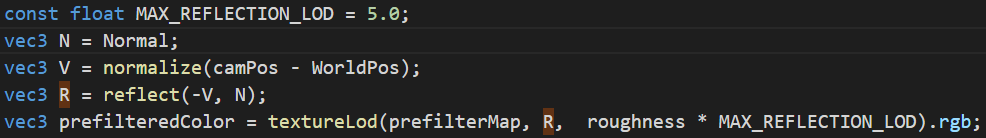 const float MAX_REFLECTION_LOD = 5.0;
vec3 N = Normal;
vec3 V = normalize(camPos - WorldPos);
vec3 R = reflect(-V, N);
vec3 prefilteredColor = textureLod(prefilterMap, R,  roughness * MAX_REFLECTION_LOD).rgb;